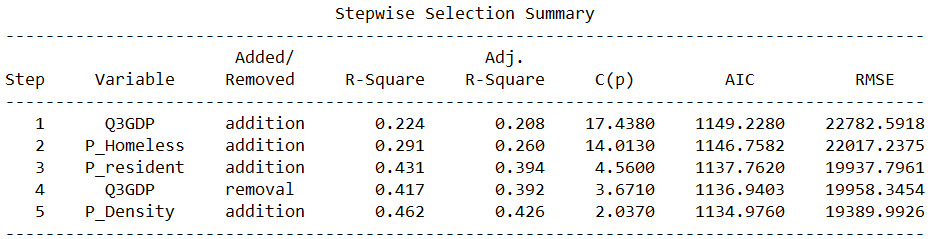 Stepwise Selection Summary
-------------------------------------------------------------------------------------------
Added/ Adj.
Step Variable Removed R-Square R-Square C(p) AIC RMSE
-------------------------------------------------------------------------------------------
1 Q3GDP addition 0.224 0.208 17.4380 1149.2280 22782.5918
2 P_Homeless addition 0.291 0.260 14.0130 1146.7582 22017.2375
3 P_resident addition 0.431 0.394 4.5600 1137.7620 19937.7961
4 Q3GDP removal 0.417 0.392 3.6710 1136.9403 19958.3454
5 P_Density addition 0.462 0.426 2.0370 1134.9760 19389.9926
-------------------------------------------------------------------------------------------